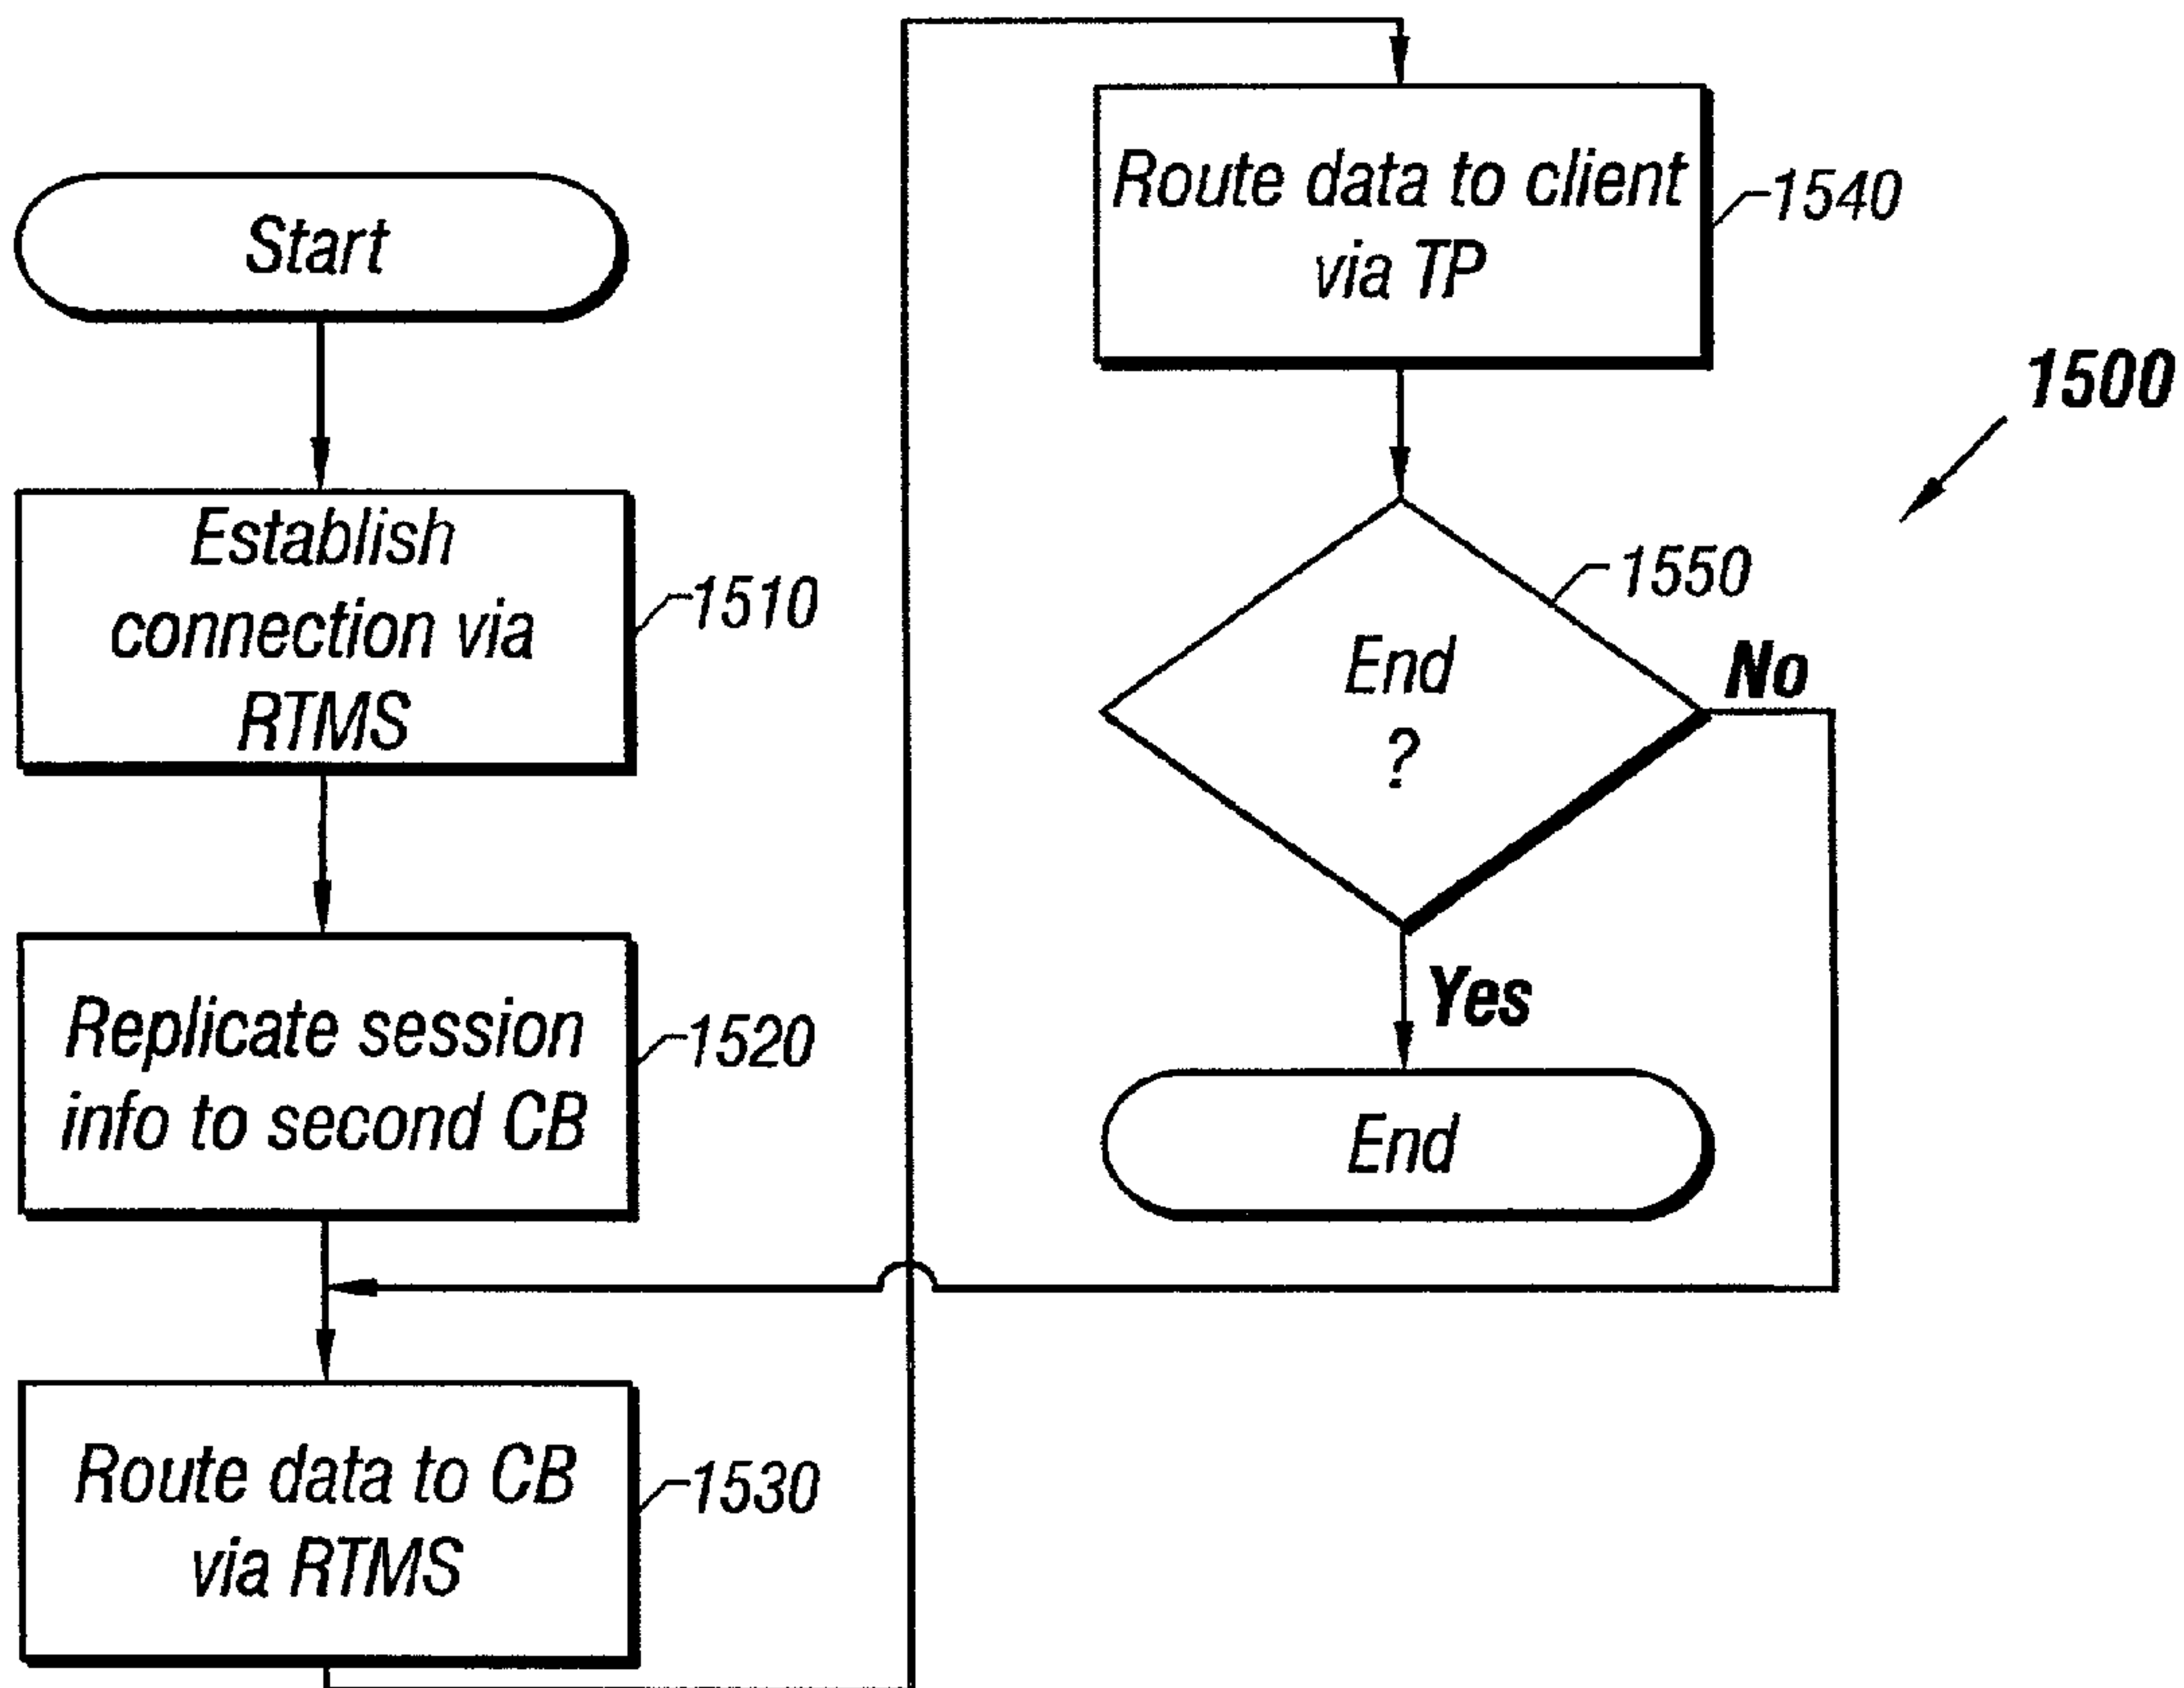 Start
Establish
connection via
RTMS
1510
Replicate session
info to second CB
1520
Route data to CB
via RTMS
1530
Route data to client
via TP
1540
1500
End
?
1550
No
Yes
End